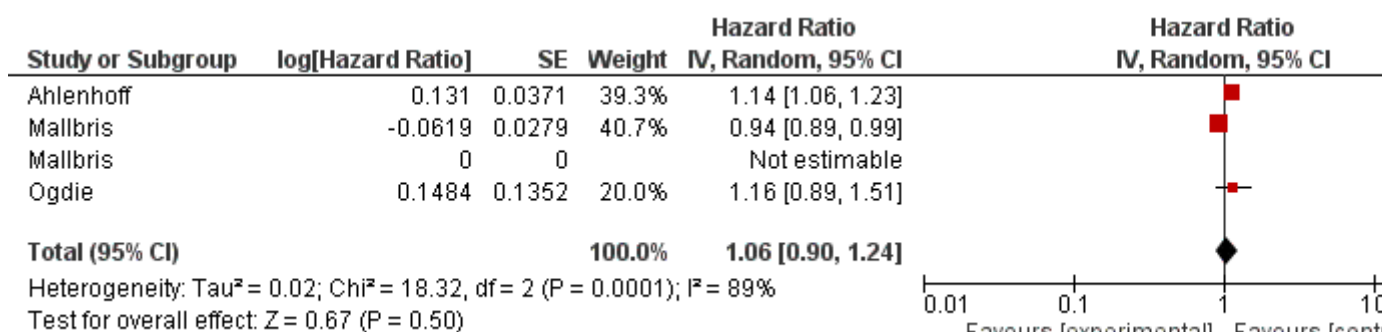 Hazard Ratio Hazard Ratio
Study or Subgroup log[Hazard Ratio] SE Weight IV, Random, 95% CI IV, Random, 95% CI
Ahlenhoff 0.131 0.0371 39.3% 1.14 [1.06, 1.23]
Mallbris -0.0619 0.0279 40.7% 0.94 [0.89, 0.99]
Mallbris 0 0 Not estimable
Ogdie 0.1484 0.1352 20.0% 1.16 [0.89, 1.51]
Total (95% CI) 100.0% 1.06 [0.90, 1.24]
Heterogeneity: Tau² = 0.02; Chi² = 18.32, df = 2 (P = 0.0001); I² = 89%
Test for overall effect: Z = 0.67 (P = 0.50)
0.01 0.1 1 10
Favours [experimental] Favours [cont